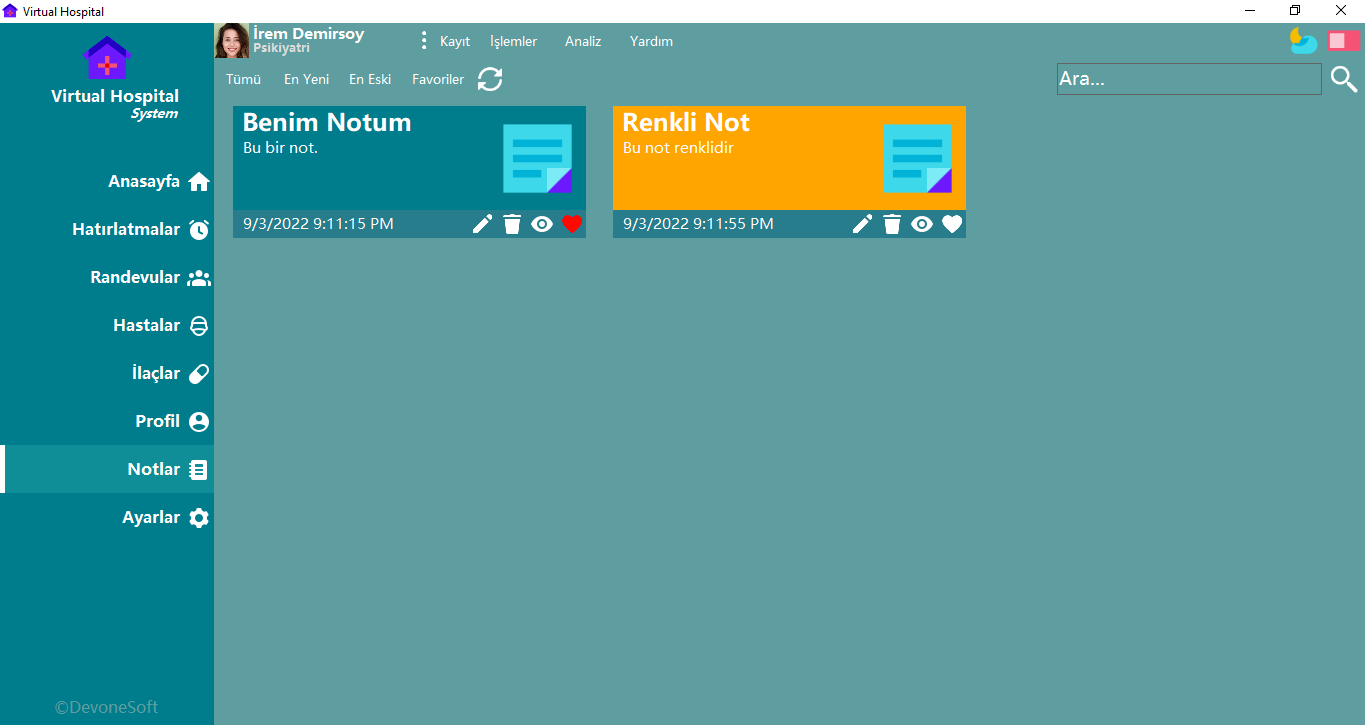 Virtual Hospital
Virtual Hospital
System
Anasayfa
Hatırlatmalar
Randevular
Hastalar
İlaçlar
Profil
Notlar
Ayarlar
©DevoneSoft
İrem Demirsoy
Psikiyatri
Kayıt İşlemler Analiz Yardım
Tümü En Yeni En Eski Favoriler
Ara...
Benim Notum
Bu bir not.
9/3/2022 9:11:15 PM
Renkli Not
Bu not renklidir
9/3/2022 9:11:55 PM